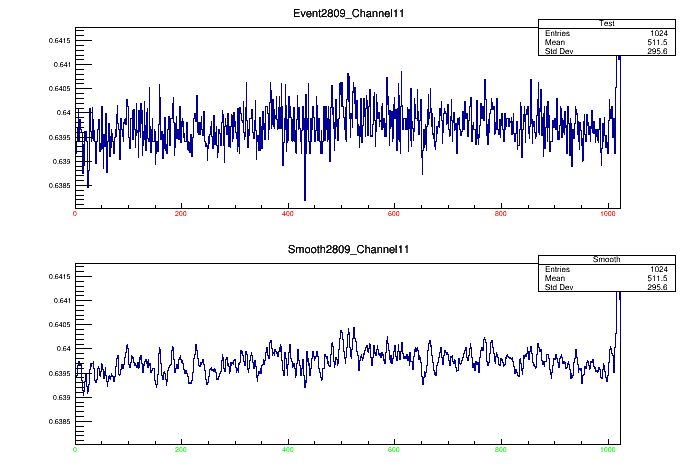 Event2809_Channel11
Test
Entries 1024
Mean 511.5
Std Dev 295.6
0.6415
0.641
0.6405
0.64
0.6395
0.639
0.6385
0 200 400 600 800 1000
Smooth2809_Channel11
Smooth
Entries 1024
Mean 511.5
Std Dev 295.6
0.6415
0.641
0.6405
0.64
0.6395
0.639
0.6385
0 200 400 600 800 1000